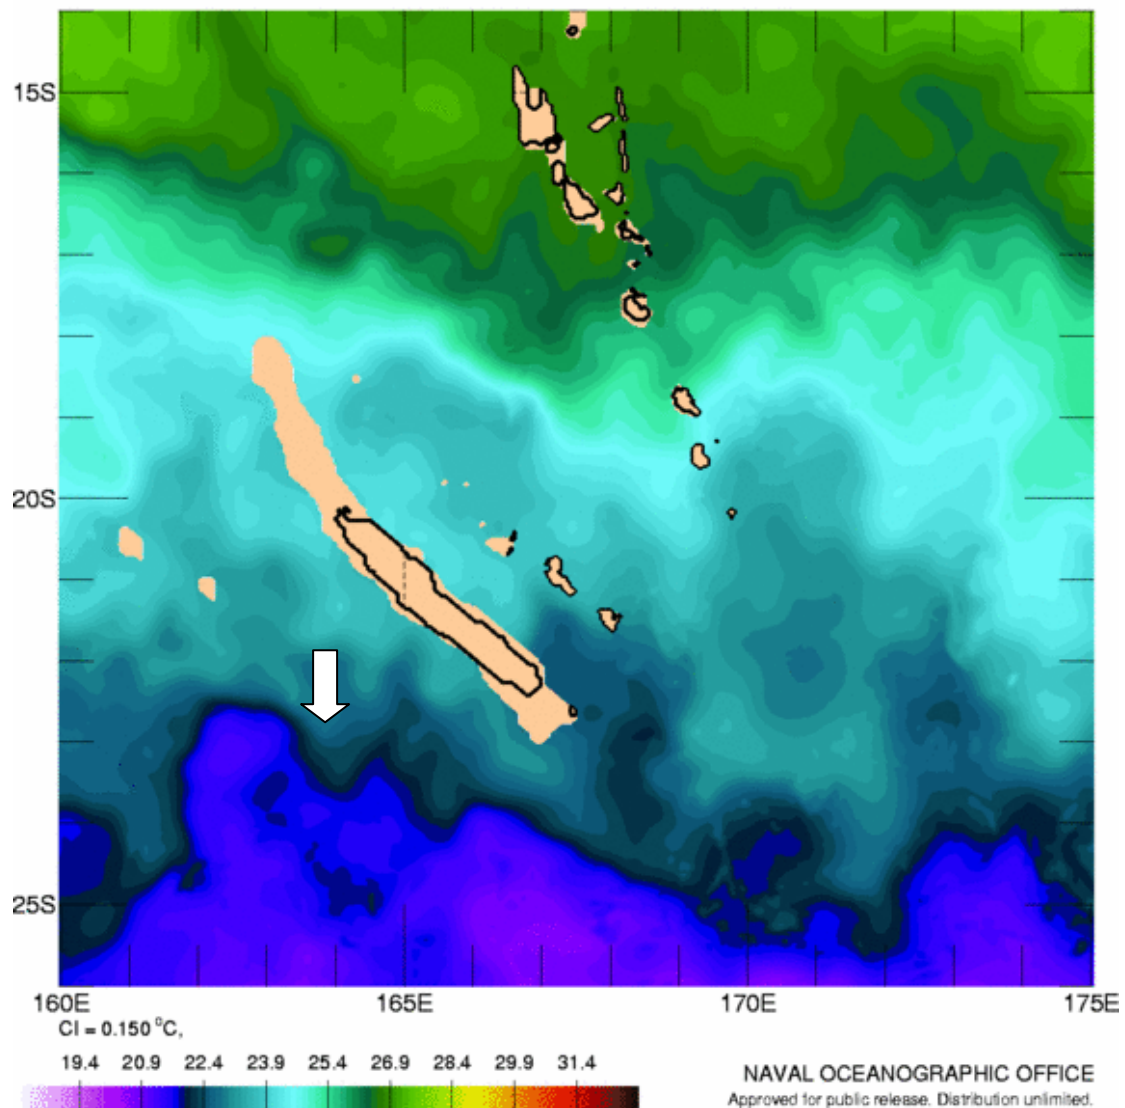 15S
20S
25S
160E 165E 170E 175E
CI = 0.150 °C,
19.4 20.9 22.4 23.9 25.4 26.9 28.4 29.9 31.4
NAVAL OCEANOGRAPHIC OFFICE
Approved for public release. Distribution unlimited.